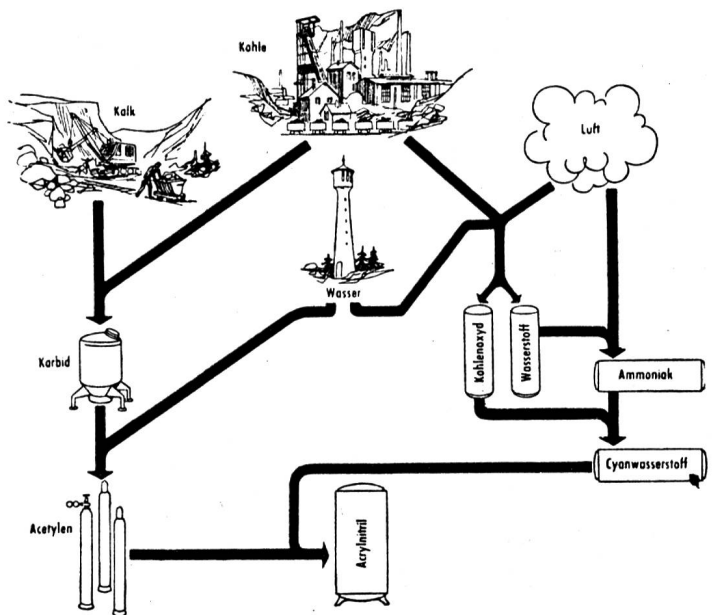 Kohle
Kalk
Luft
Wasser
Karbid
Kohlenoxyd
Wasserstoff
Ammoniak
Cyanwasserstoff
Acetylen
Acrylnitril